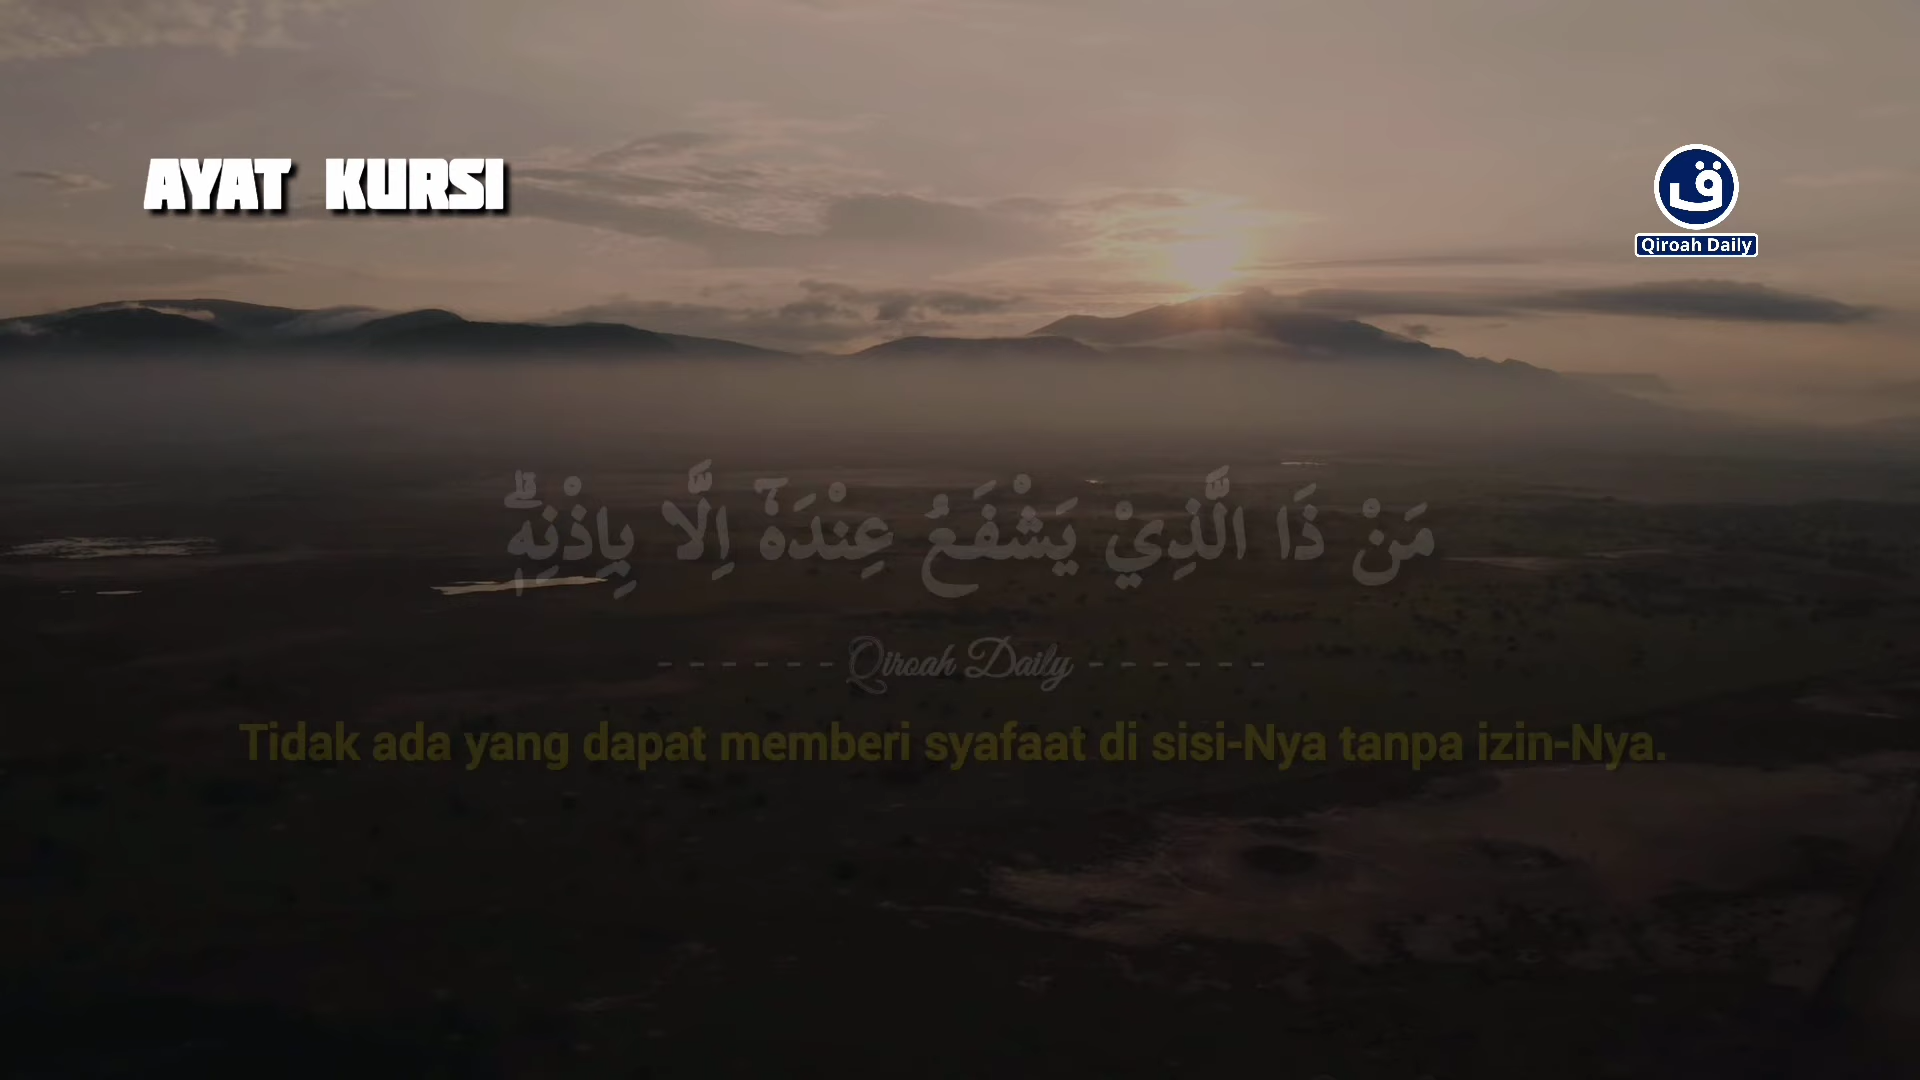 AYAT KURSI
ق
Qiroah Daily
مَنْ ذَا الَّذِيْ يَشْفَعُ عِنْدَهٗٓ اِلَّا بِاِذْنِهٖۗ
Qiroah Daily
Tidak ada yang dapat memberi syafaat di sisi-Nya tanpa izin-Nya.